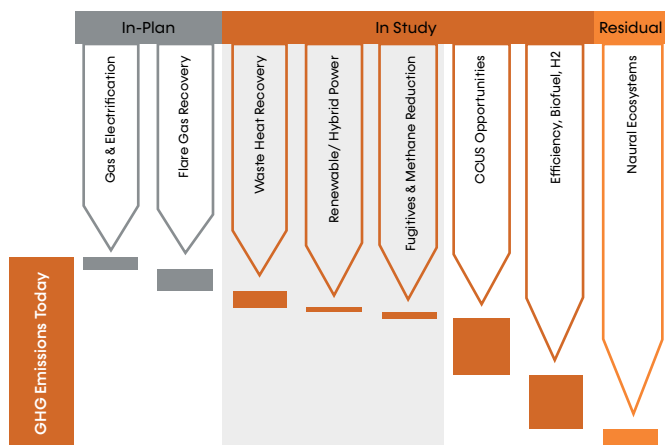 In-Plan
In Study
Residual
Gas & Electrification
Flare Gas Recovery
Waste Heat Recovery
Renewable/ Hybrid Power
Fugitives & Methane Reduction
CCUS Opportunities
Efficiency, Biofuel, H2
Naural Ecosystems
GHG Emissions Today